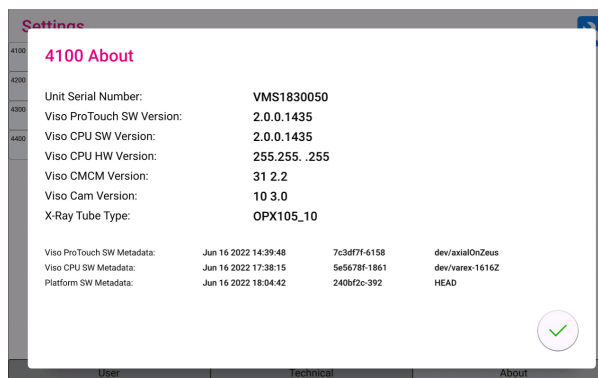 Settings
4100
4100 About
4200
Unit Serial Number: VMS1830050
4300
Viso ProTouch SW Version: 2.0.0.1435
4400
Viso CPU SW Version: 2.0.0.1435
Viso CPU HW Version: 255.255. .255
Viso CMCM Version: 31 2.2
Viso Cam Version: 10 3.0
X-Ray Tube Type: OPX105_10
Viso ProTouch SW Metadata: Jun 16 2022 14:39:48 7c3df7f-6158 dev/axialOnZeus
Viso CPU SW Metadata: Jun 16 2022 17:38:15 5e5678f-1861 dev/varex-1616Z
Platform SW Metadata: Jun 16 2022 18:04:42 240bf2c-392 HEAD
User Technical About